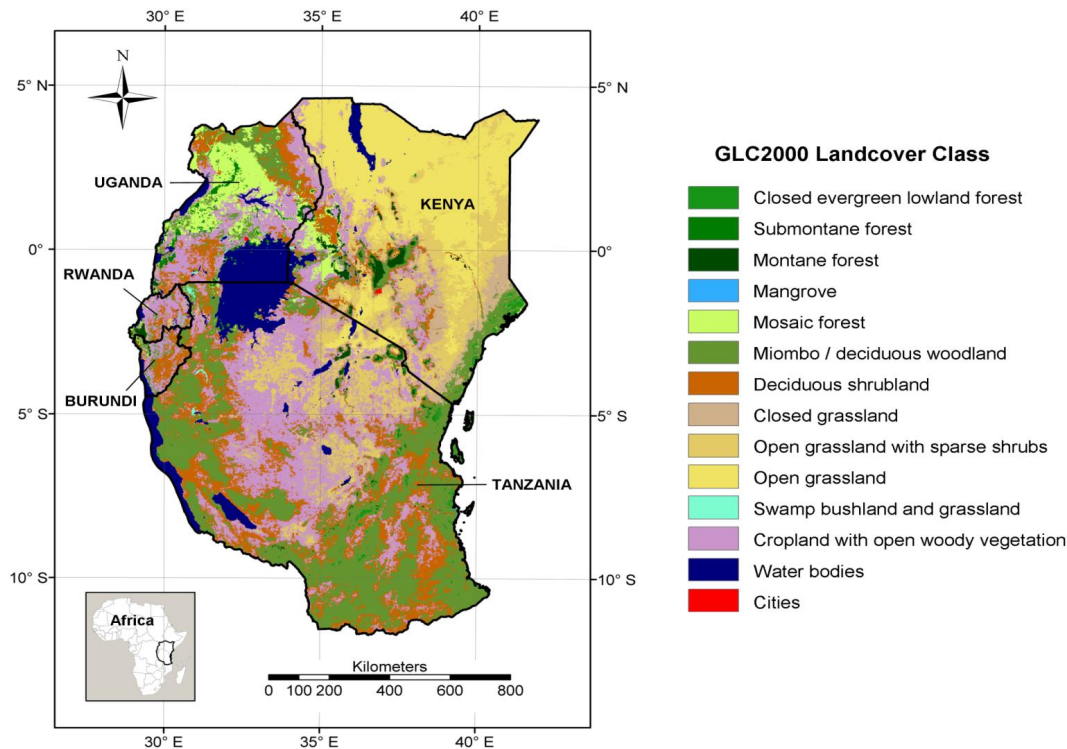 30° E 35° E 40° E
N
5° N 5° N
UGANDA
KENYA
0° 0°
RWANDA
BURUNDI
5° S 5° S
TANZANIA
10° S 10° S
Africa
Kilometers
0 100 200 400 600 800
30° E 35° E 40° E
GLC2000 Landcover Class
Closed evergreen lowland forest
Submontane forest
Montane forest
Mangrove
Mosaic forest
Miombo / deciduous woodland
Deciduous shrubland
Closed grassland
Open grassland with sparse shrubs
Open grassland
Swamp bushland and grassland
Cropland with open woody vegetation
Water bodies
Cities